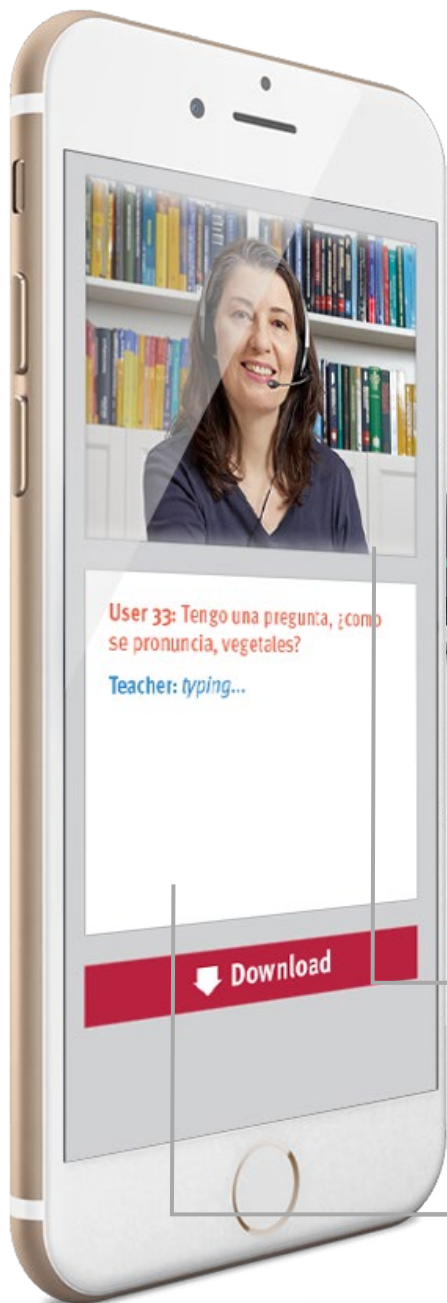 User 33: Tengo una pregunta, ¿como
se pronuncia, vegetales?
Teacher: typing...
Download